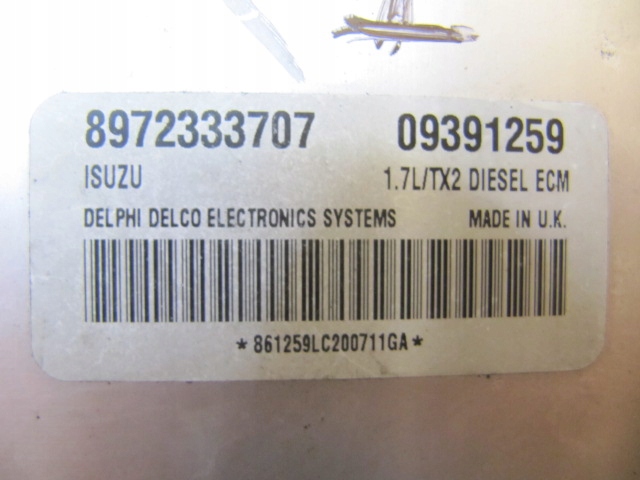 8972333707 09391259
ISUZU 1.7L/TX2 DIESEL ECM
DELPHI DELCO ELECTRONICS SYSTEMS MADE IN U.K.
*861259LC200711GA*